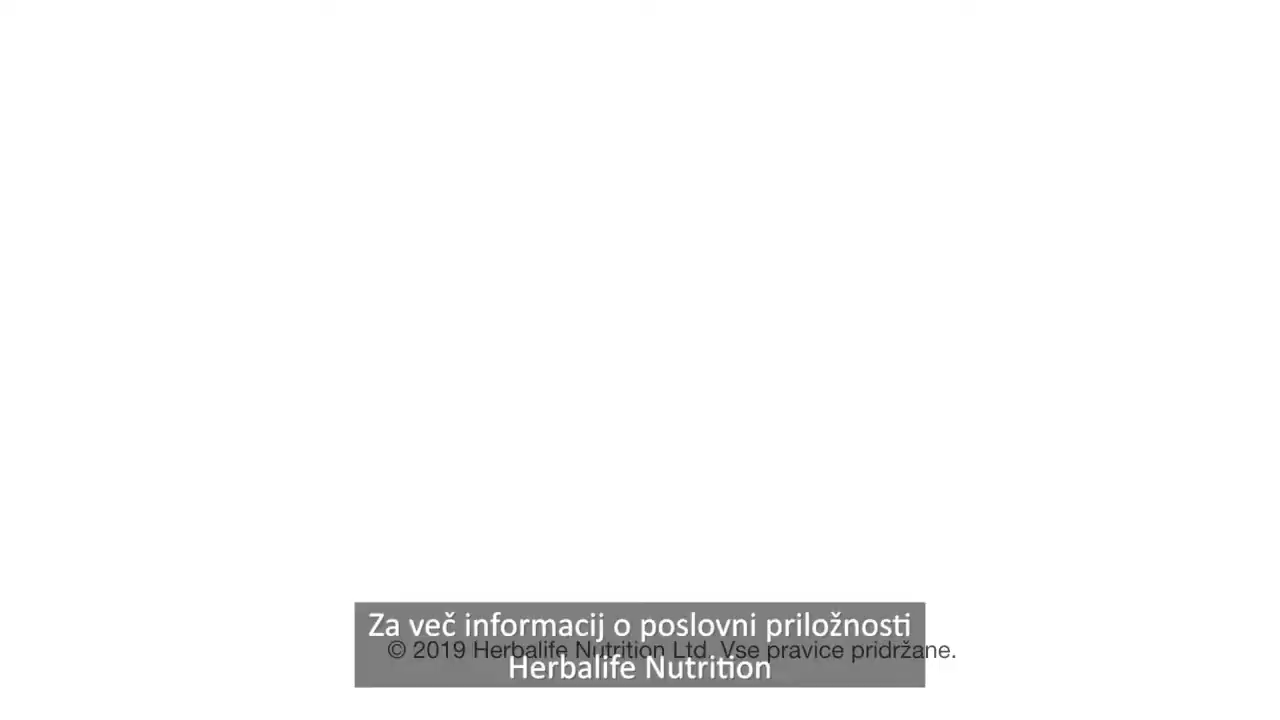 Za več informacij o poslovni priložnosti
© 2019 Herbalife Nutrition Ltd. Vse pravice pridržane.
Herbalife Nutrition